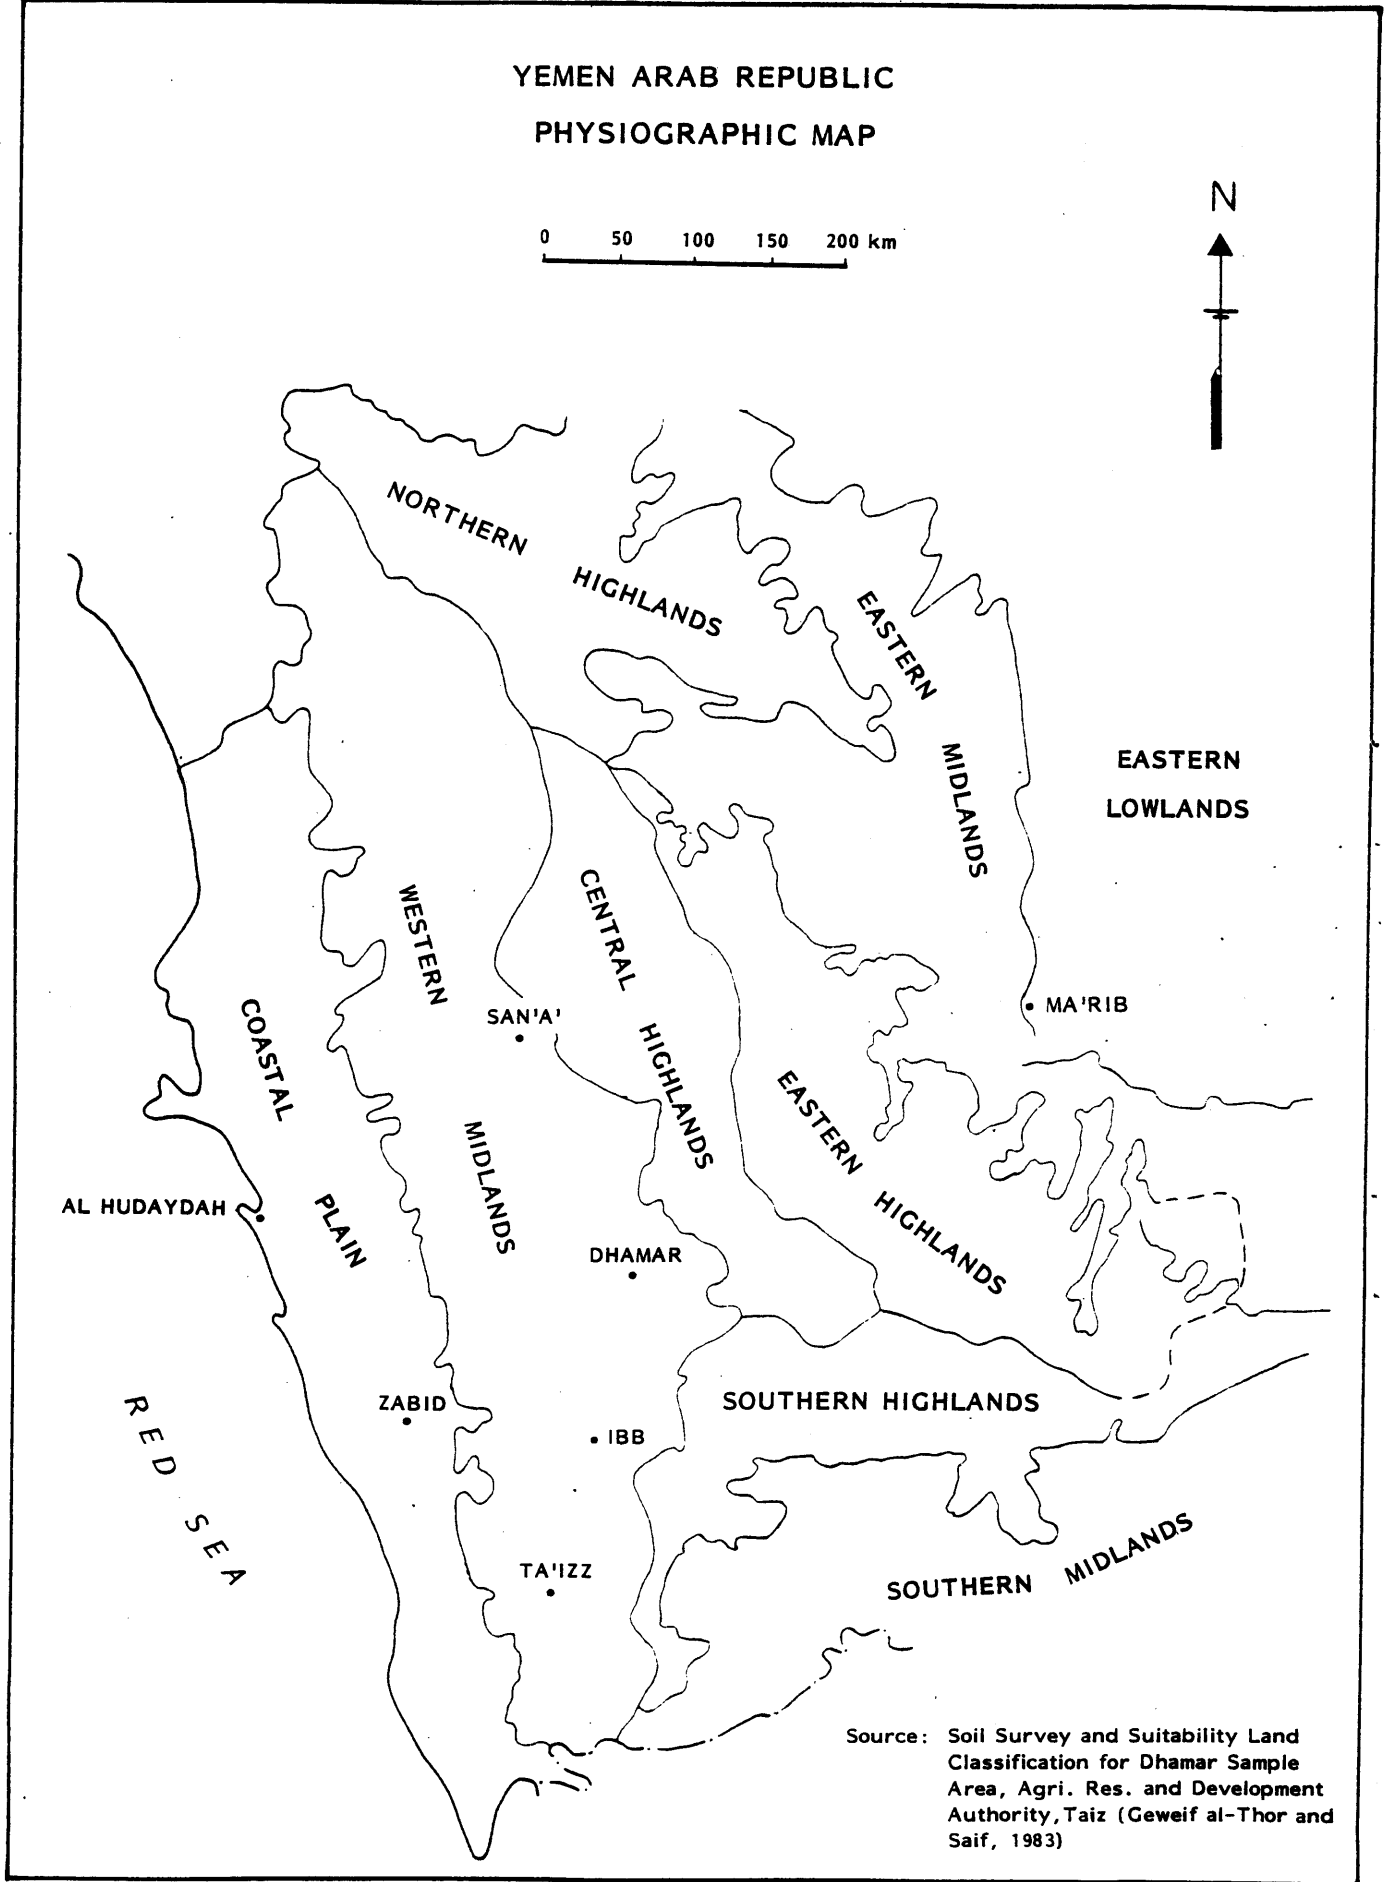 YEMEN ARAB REPUBLIC
PHYSIOGRAPHIC MAP
N
0 50 100 150 200 km
NORTHERN
HIGHLANDS
EASTERN
MIDLANDS
EASTERN
LOWLANDS
WESTERN
MIDLANDS
CENTRAL
HIGHLANDS
COASTAL
PLAIN
SAN'A'
MA'RIB
EASTERN
HIGHLANDS
AL HUDAYDAH
DHAMAR
ZABID
IBB
SOUTHERN HIGHLANDS
RED SEA
TA'IZZ
SOUTHERN MIDLANDS
Source: Soil Survey and Suitability Land
Classification for Dhamar Sample
Area, Agri. Res. and Development
Authority, Taiz (Geweif al-Thor and
Saif, 1983)